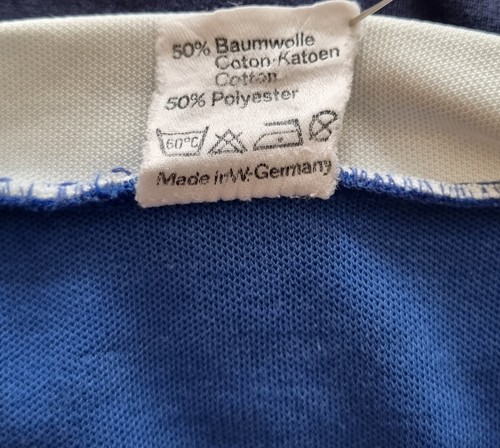 50% Baumwolle
Coton-Katoen
Cotton
50% Polyester
60°C
Made in W.-Germany